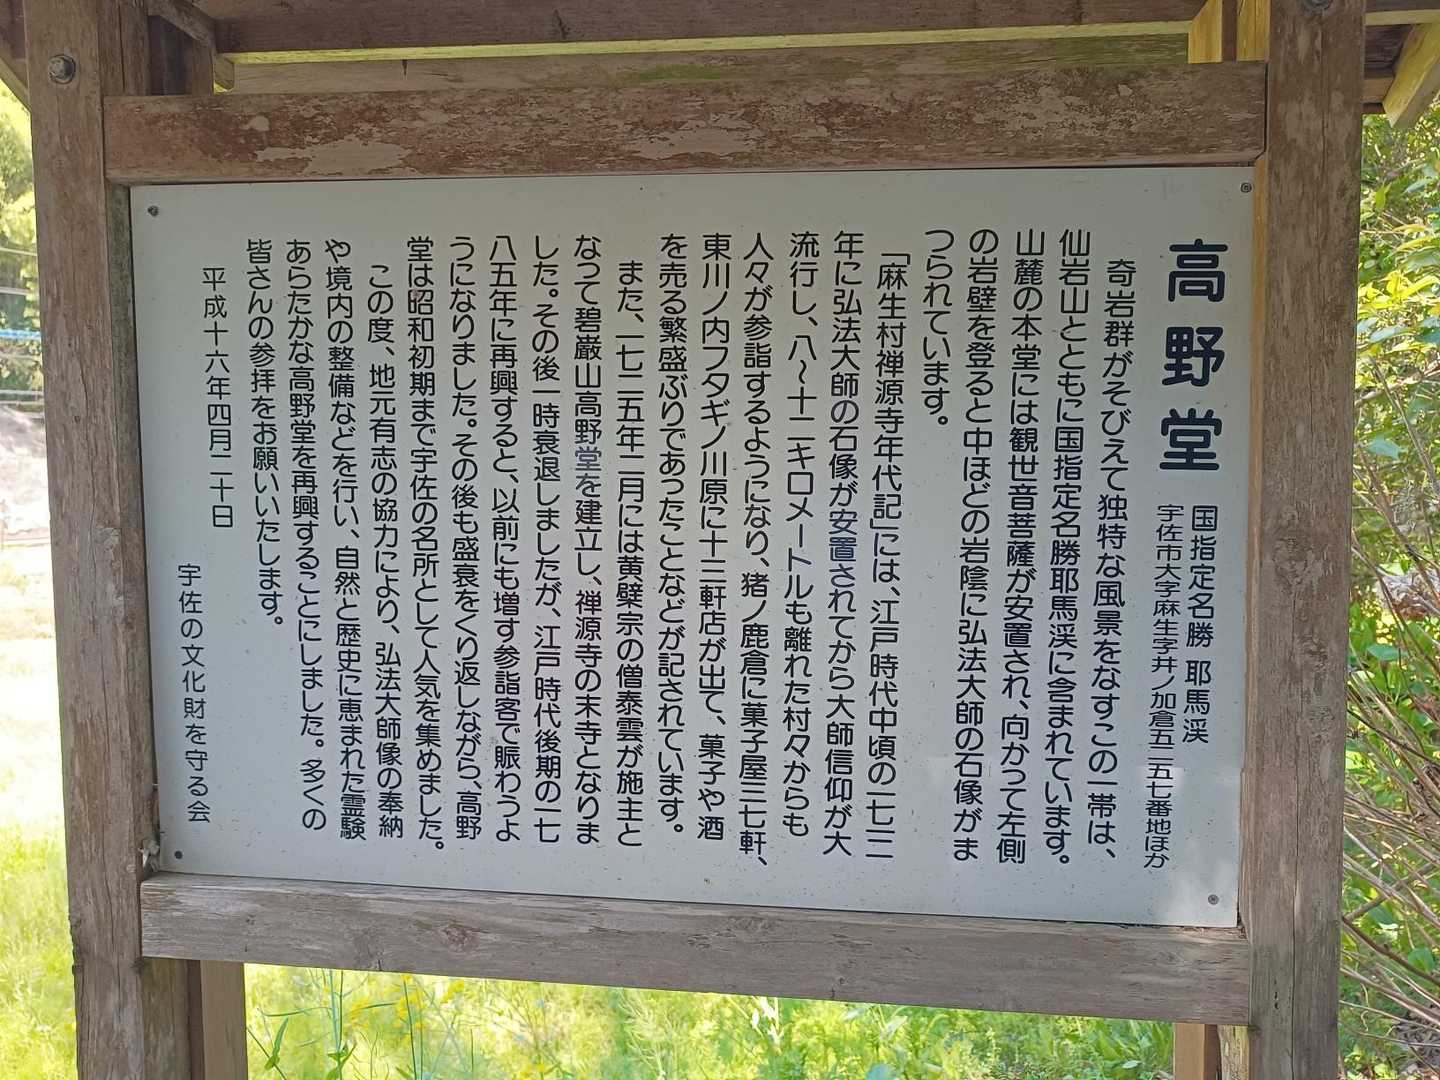 高野堂
国指定名勝 耶馬渓
宇佐市大字麻生字井ノ加倉五二五七番地ほか
奇岩群がそびえて独特な風景をなすこの一帯は、
仙岩山とともに国指定名勝耶馬渓に含まれています。
山麓の本堂には観世音菩薩が安置され、向かって左側
の岩壁を登ると中ほどの岩陰に弘法大師の石像がま
つられています。
「麻生村禅源寺年代記」には、江戸時代中頃の一七二二
年に弘法大師の石像が安置されてから大師信仰が大
流行し、八〜十二キロメートルも離れた村々からも
人々が参詣するようになり、猪ノ鹿倉に菓子屋三七軒、
東川ノ内フタギノ川原に十三軒店が出て、菓子や酒
を売る繁盛ぶりであったことなどが記されています。
また、一七二五年二月には黄檗宗の僧泰雲が施主と
なって碧巌山高野堂を建立し、禅源寺の末寺となりま
した。その後一時衰退しましたが、江戸時代後期の一七
八五年に再興すると、以前にも増す参詣客で賑わうよ
うになりました。その後も盛衰をくり返しながら、高野
堂は昭和初期まで宇佐の名所として人気を集めました。
この度、地元有志の協力により、弘法大師像の奉納
や境内の整備などを行い、自然と歴史に恵まれた霊験
あらたかな高野堂を再興することにしました。多くの
皆さんの参拝をお願いいたします。
平成十六年四月二十日
宇佐の文化財を守る会